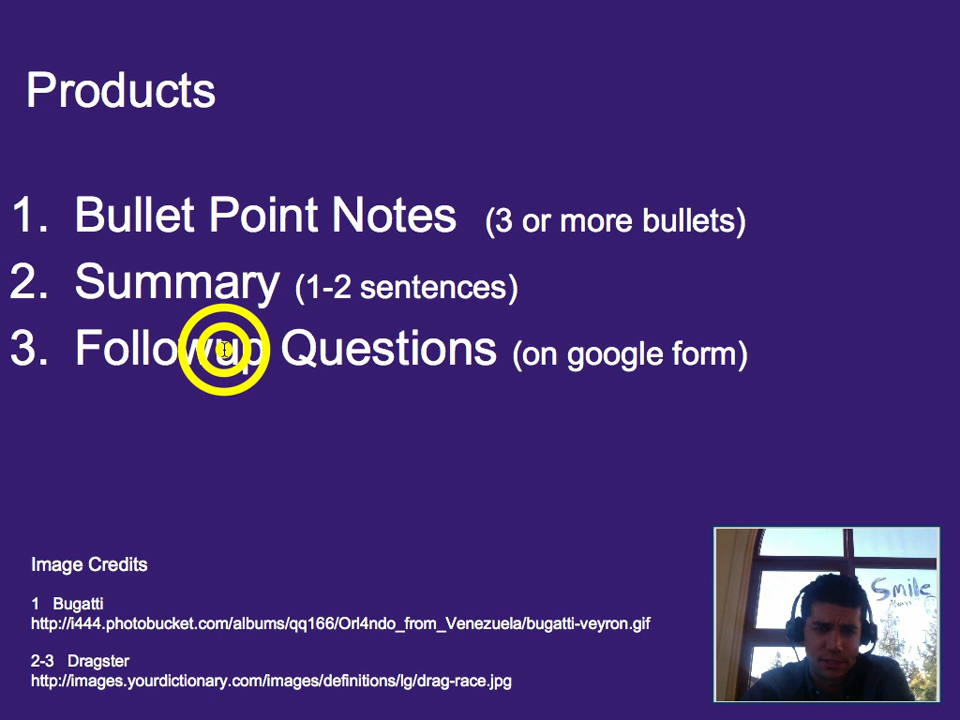 Products
1. Bullet Point Notes (3 or more bullets)
2. Summary (1-2 sentences)
3. Followup Questions (on google form)
Image Credits
1 Bugatti
http://i444.photobucket.com/albums/qq166/Orl4ndo_from_Venezuela/bugatti-veyron.gif
2-3 Dragster
http://images.yourdictionary.com/images/definitions/lg/drag-race.jpg
Smile
Always